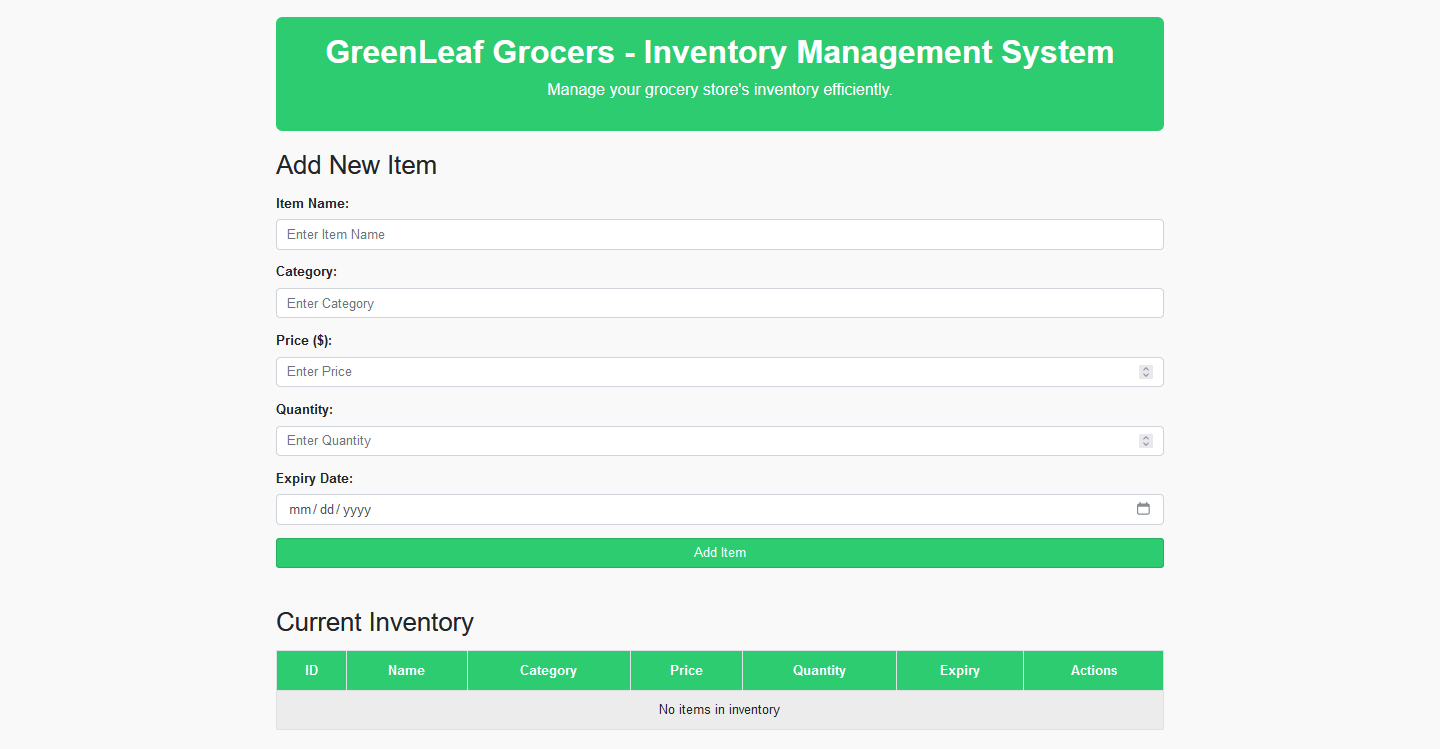 GreenLeaf Grocers - Inventory Management System
Manage your grocery store's inventory efficiently.
Add New Item
Item Name:
Enter Item Name
Category:
Enter Category
Price ($):
Enter Price
Quantity:
Enter Quantity
Expiry Date:
mm/dd/yyyy
Add Item
Current Inventory
ID Name Category Price Quantity Expiry Actions
No items in inventory